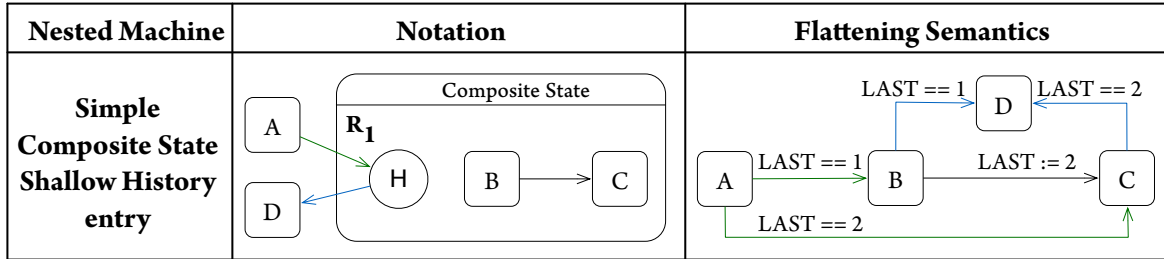 Nested Machine
Notation
Flattening Semantics
Simple
Composite State
Shallow History
entry
Composite State
R1
A
H
B
C
D
LAST == 1
LAST == 2
D
LAST == 1
LAST := 2
A
B
C
LAST == 2